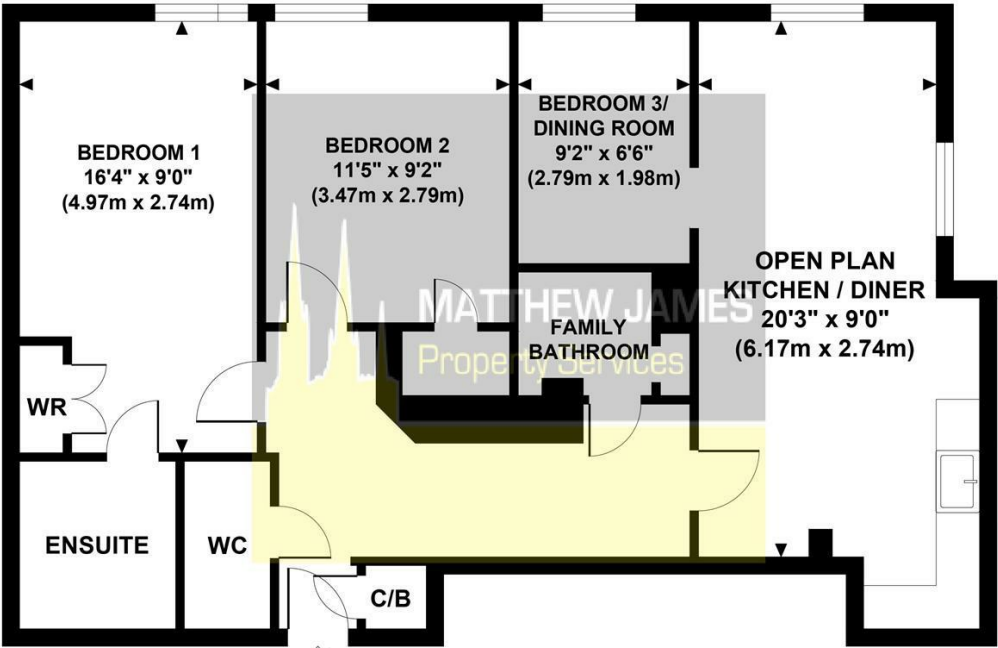 BEDROOM 1
16'4" x 9'0"
(4.97m x 2.74m)
BEDROOM 2
11'5" x 9'2"
(3.47m x 2.79m)
BEDROOM 3/
DINING ROOM
9'2" x 6'6"
(2.79m x 1.98m)
OPEN PLAN
KITCHEN / DINER
20'3" x 9'0"
(6.17m x 2.74m)
MATTHEW JAMES
Property Services
FAMILY
BATHROOM
WR
ENSUITE
WC
C/B